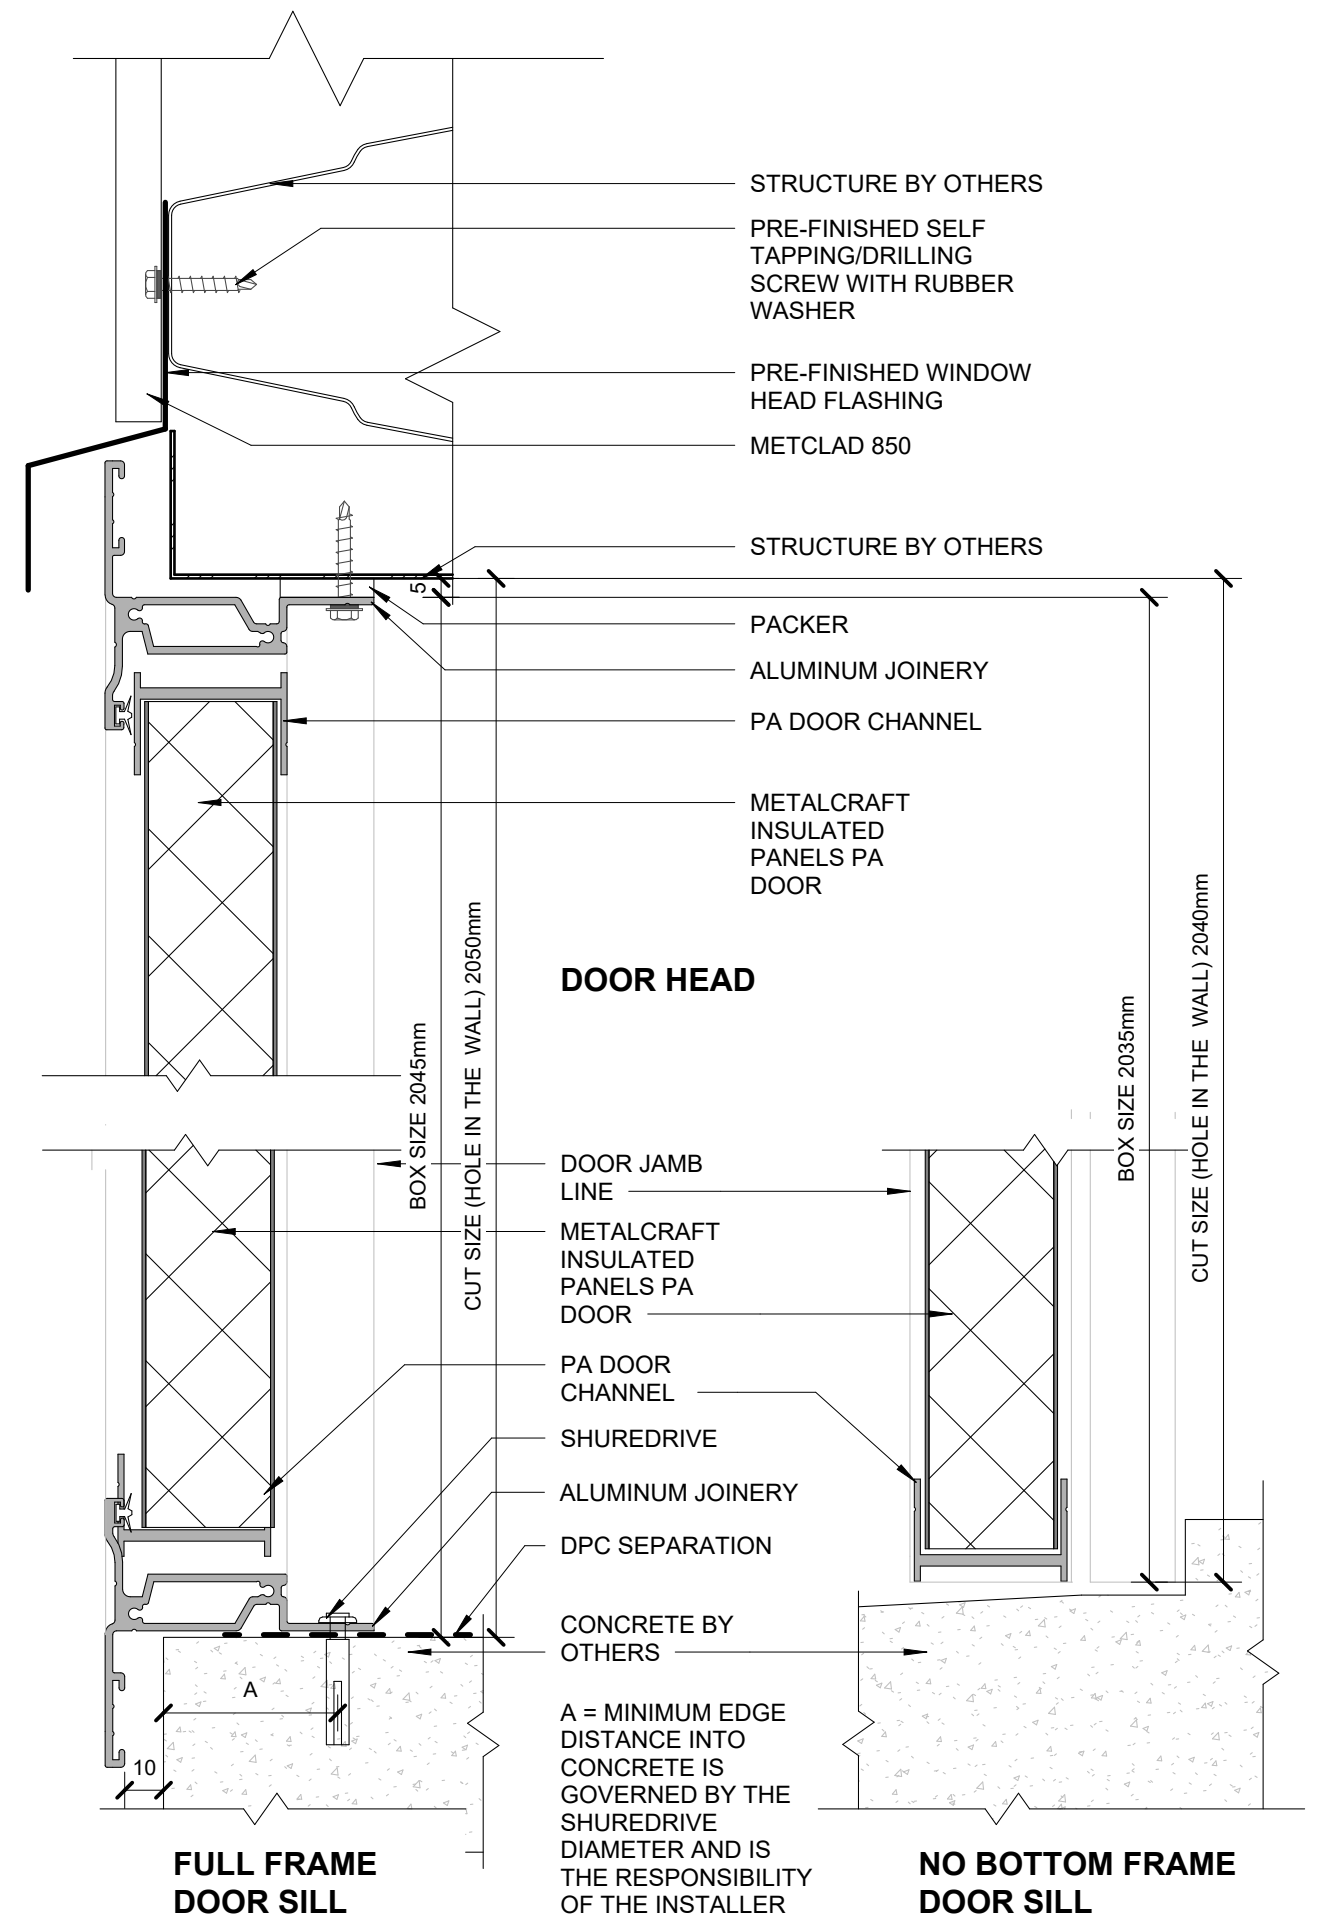 STRUCTURE BY OTHERS
PRE-FINISHED SELF
TAPPING/DRILLING
SCREW WITH RUBBER
WASHER
PRE-FINISHED WINDOW
HEAD FLASHING
METCLAD 850
STRUCTURE BY OTHERS
5
PACKER
ALUMINUM JOINERY
PA DOOR CHANNEL
METALCRAFT
INSULATED
PANELS PA
DOOR
DOOR HEAD
BOX SIZE 2045mm
CUT SIZE (HOLE IN THE WALL) 2050mm
BOX SIZE 2035mm
CUT SIZE (HOLE IN THE WALL) 2040mm
DOOR JAMB
LINE
METALCRAFT
INSULATED
PANELS PA
DOOR
PA DOOR
CHANNEL
SHUREDRIVE
ALUMINUM JOINERY
DPC SEPARATION
CONCRETE BY
OTHERS
A
10
A = MINIMUM EDGE
DISTANCE INTO
CONCRETE IS
GOVERNED BY THE
SHUREDRIVE
DIAMETER AND IS
THE RESPONSIBILITY
OF THE INSTALLER
FULL FRAME
DOOR SILL
NO BOTTOM FRAME
DOOR SILL